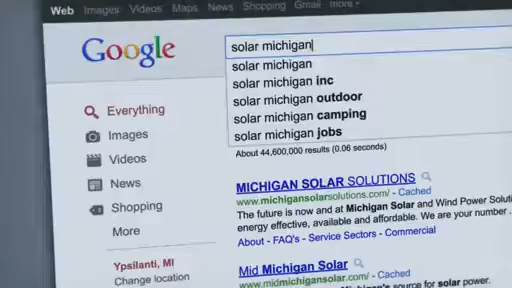 Web Images Videos Maps News Shopping Gmail more
Google
solar michigan
solar michigan
solar michigan inc
solar michigan outdoor
solar michigan camping
solar michigan jobs
About 44,600,000 results (0.06 seconds)
Everything
Images
Videos
News
Shopping
More
Ypsilanti, MI
Change location
MICHIGAN SOLAR SOLUTIONS
www.michigansolarsolutions.com/ - Cached
The future is now and at Michigan Solar and Wind Power Soluti
energy effective, available and affordable. We are your number .
About - FAQ's - Service Sectors - Commercial
Mid Michigan Solar
www.midmichigansolar.com/ - Cached
source for solar power.